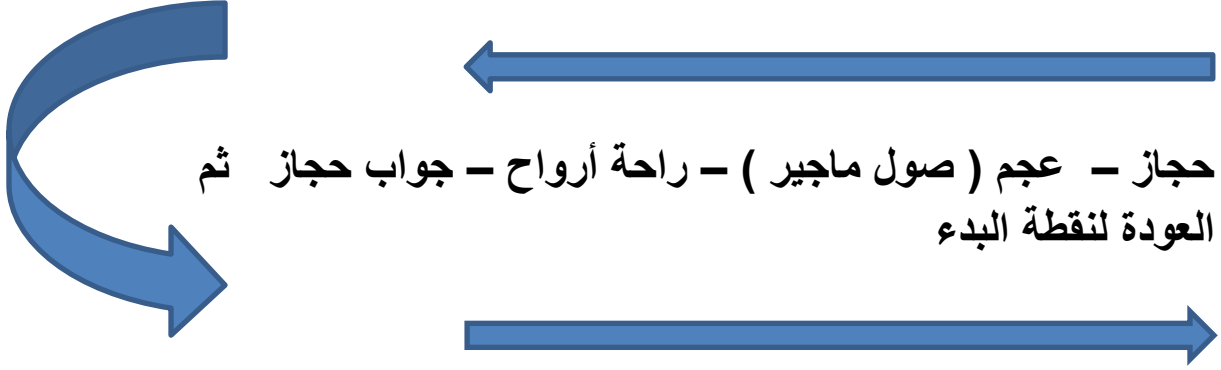 حجاز – عجم ( صول ماجير ) – راحة أرواح – جواب حجاز ثم
العودة لنقطة البدء